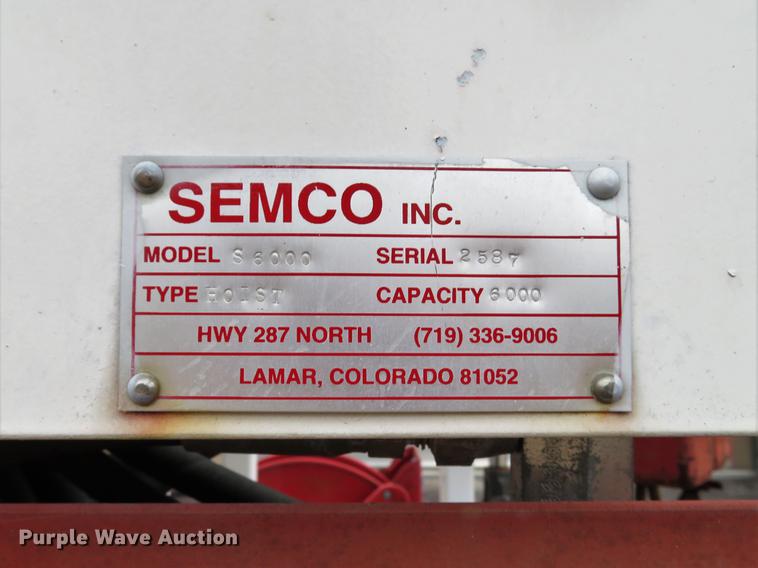 SEMCO INC.
MODEL S6000 SERIAL 2587
TYPE HOIST CAPACITY 6000
HWY 287 NORTH (719) 336-9006
LAMAR, COLORADO 81052
Purple Wave Auction